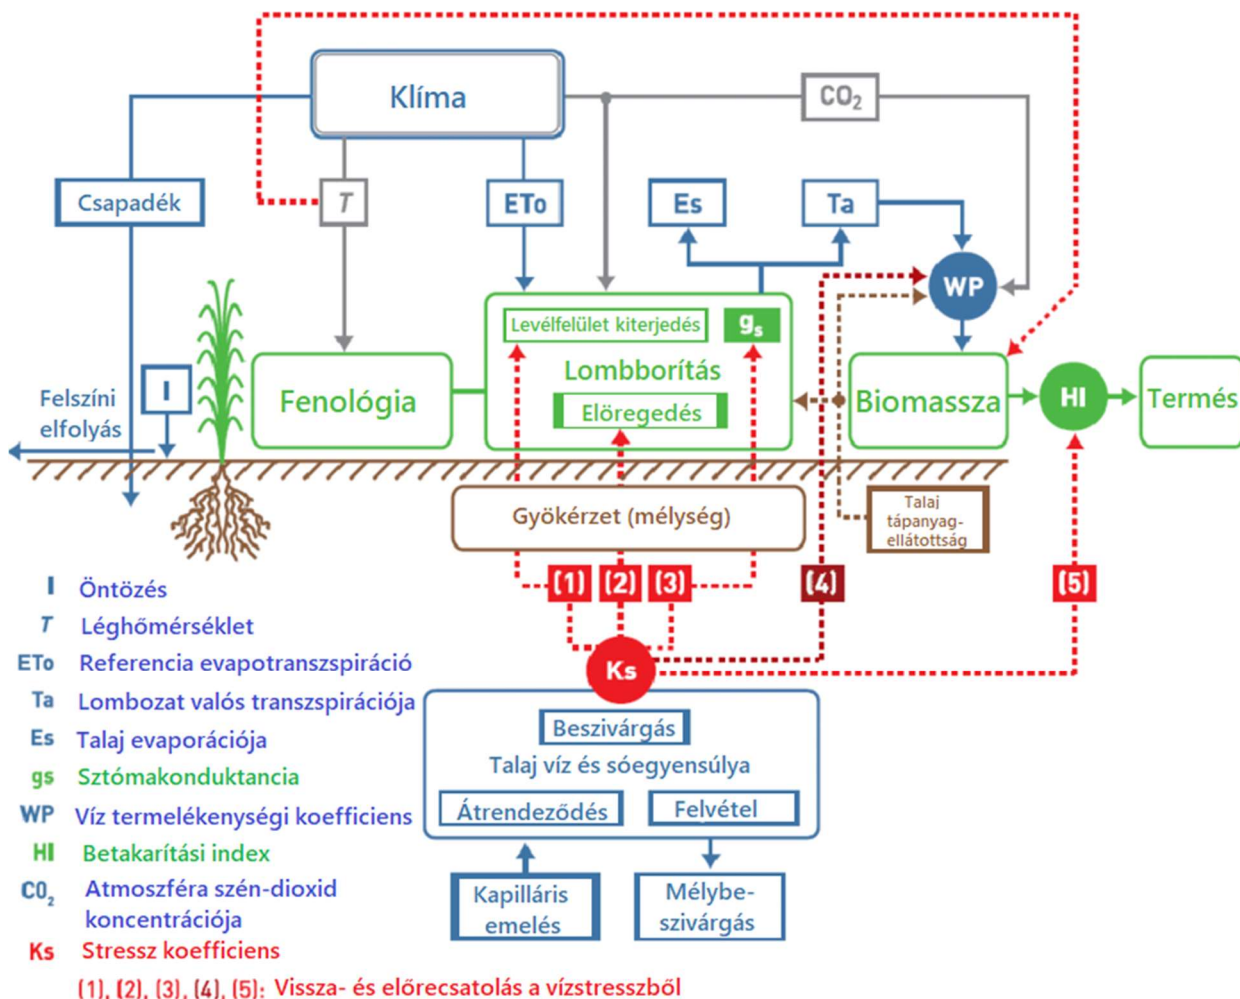 Klíma
CO₂
Csapadék
T
ETo
Es
Ta
WP
Levélfelület kiterjedés
gs
Lombborítás
Elöregedés
Fenológia
Biomassza
HI
Termés
I
Felszíni
elfolyás
Gyökérzet (mélység)
Talaj
tápanyag-
ellátottság
(1)
(2)
(3)
(4)
(5)
Ks
Beszivárgás
Talaj víz és sóegyensúlya
Átrendeződés
Felvétel
Kapilláris
emelés
Mélybe-
szivárgás
I Öntözés
T Léghőmérséklet
ETo Referencia evapotranszspiráció
Ta Lombozat valós transzspirációja
Es Talaj evaporációja
gs Sztómakonduktancia
WP Víz termelékenységi koefficiens
HI Betakarítási index
CO₂ Atmoszféra szén-dioxid
koncentrációja
Ks Stressz koefficiens
(1), (2), (3), (4), (5): Vissza- és előrecsatolás a vízstresszből